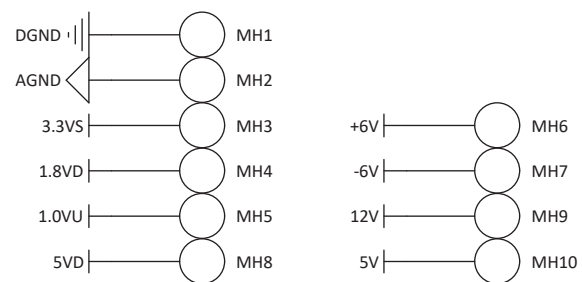 DGND MH1
AGND MH2
3.3VS MH3
1.8VD MH4
1.0VU MH5
5VD MH8
+6V MH6
-6V MH7
12V MH9
5V MH10